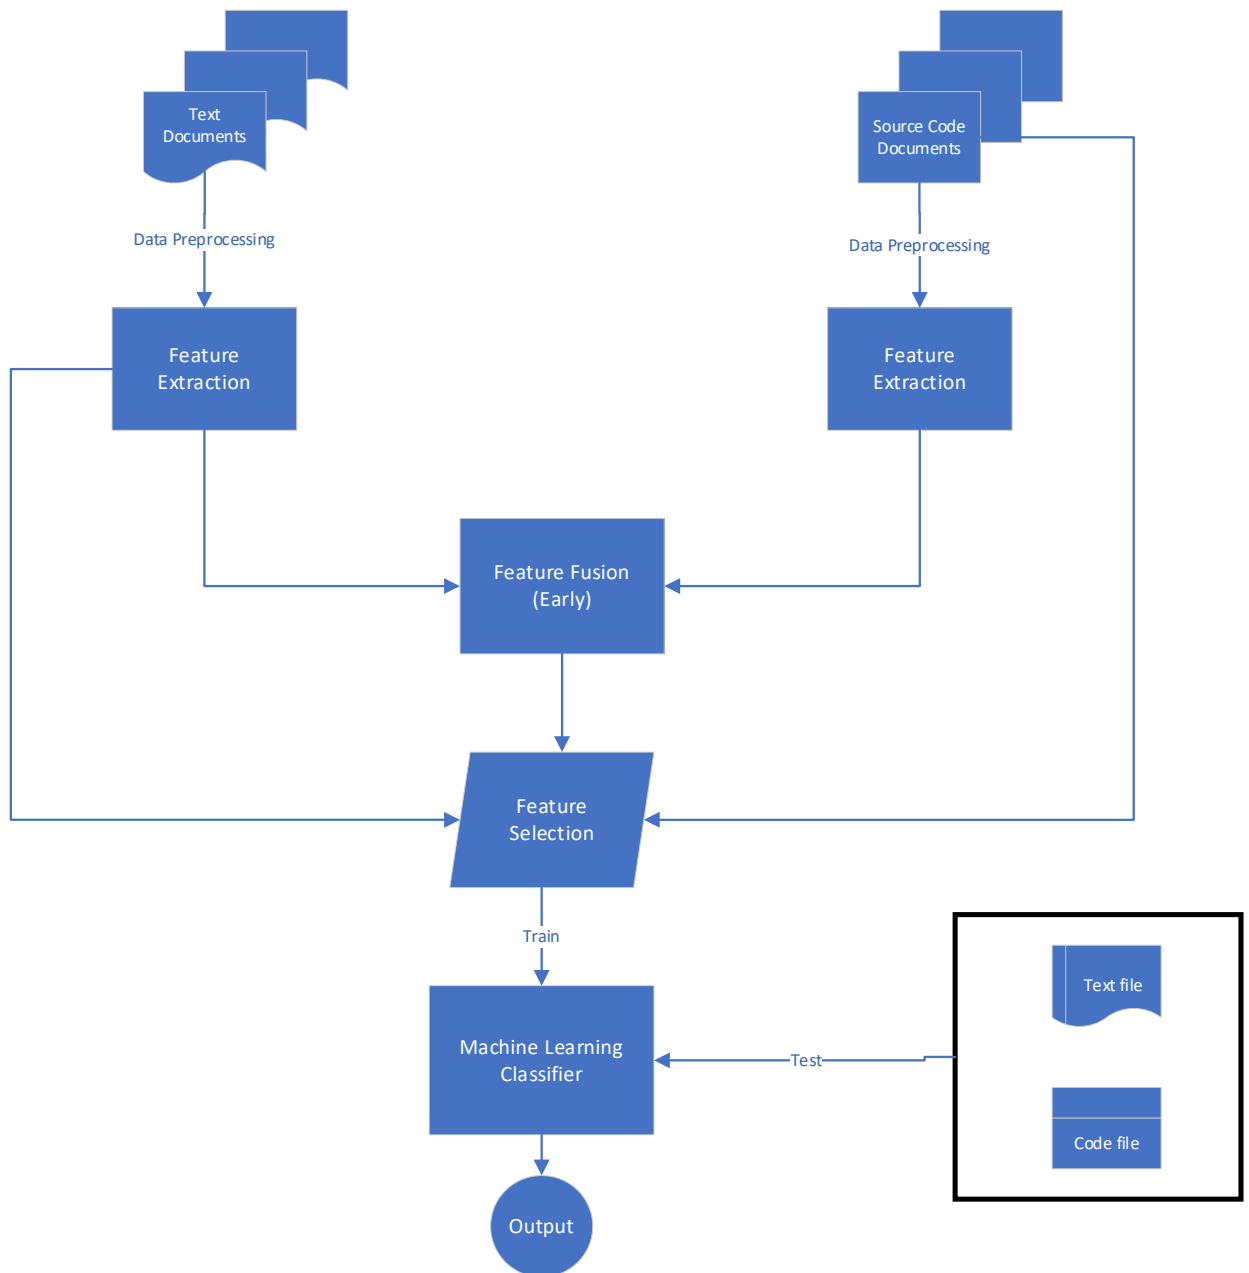 Text
Documents
Source Code
Documents
Data Preprocessing
Data Preprocessing
Feature
Extraction
Feature
Extraction
Feature Fusion
(Early)
Feature
Selection
Train
Text file
Machine Learning
Classifier
Test
Code file
Output